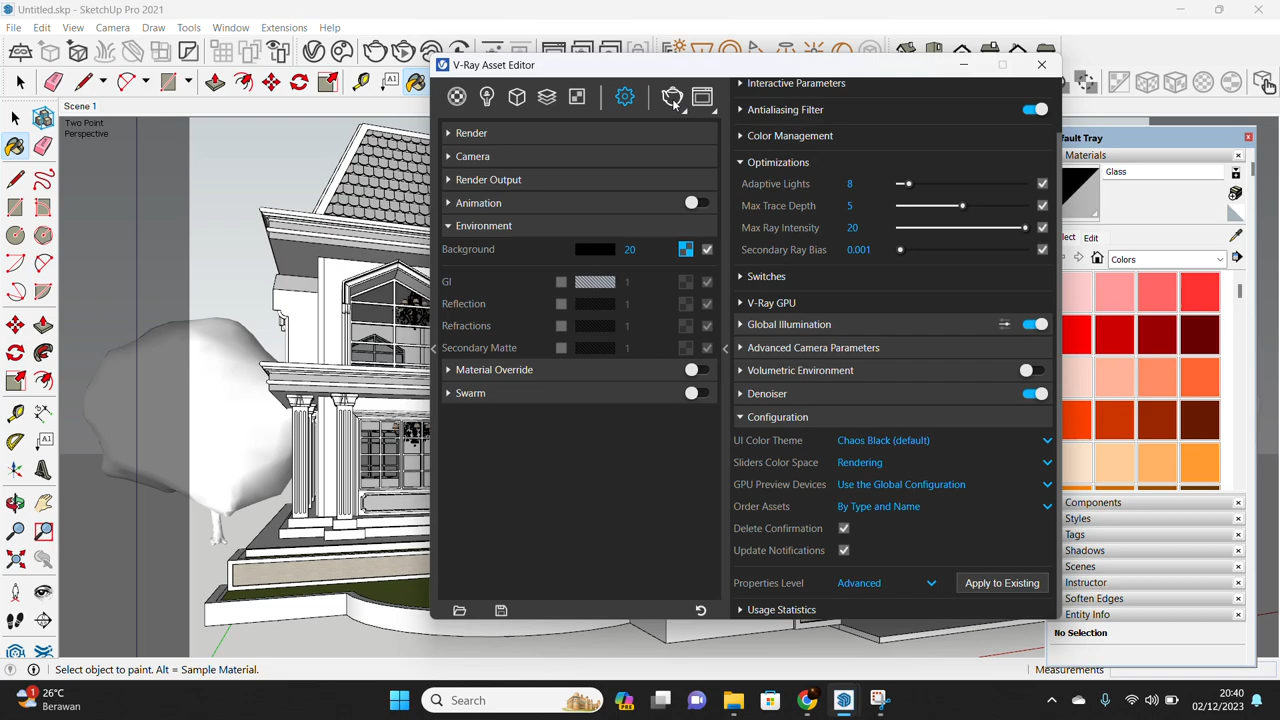 Untitled.skp - SketchUp Pro 2021
File Edit View Camera Draw Tools Window Extensions Help
Scene 1
Two Point
Perspective
V-Ray Asset Editor
Render
Camera
Render Output
Animation
Environment
Background 20
GI 1
Reflection 1
Refractions 1
Secondary Matte 1
Material Override
Swarm
Interactive Parameters
Antialiasing Filter
Color Management
Optimizations
Adaptive Lights 8
Max Trace Depth 5
Max Ray Intensity 20
Secondary Ray Bias 0.001
Switches
V-Ray GPU
Global Illumination
Advanced Camera Parameters
Volumetric Environment
Denoiser
Configuration
UI Color Theme Chaos Black (default)
Sliders Color Space Rendering
GPU Preview Devices Use the Global Configuration
Order Assets By Type and Name
Delete Confirmation
Update Notifications
Properties Level Advanced Apply to Existing
Usage Statistics
fault Tray
Materials
Glass
lect Edit
Colors
Components
Styles
Tags
Shadows
Scenes
Instructor
Soften Edges
Entity Info
No Selection
Select object to paint. Alt = Sample Material.
Measurements
1
26°C
Berawan
Search
PRE
20:40
02/12/2023